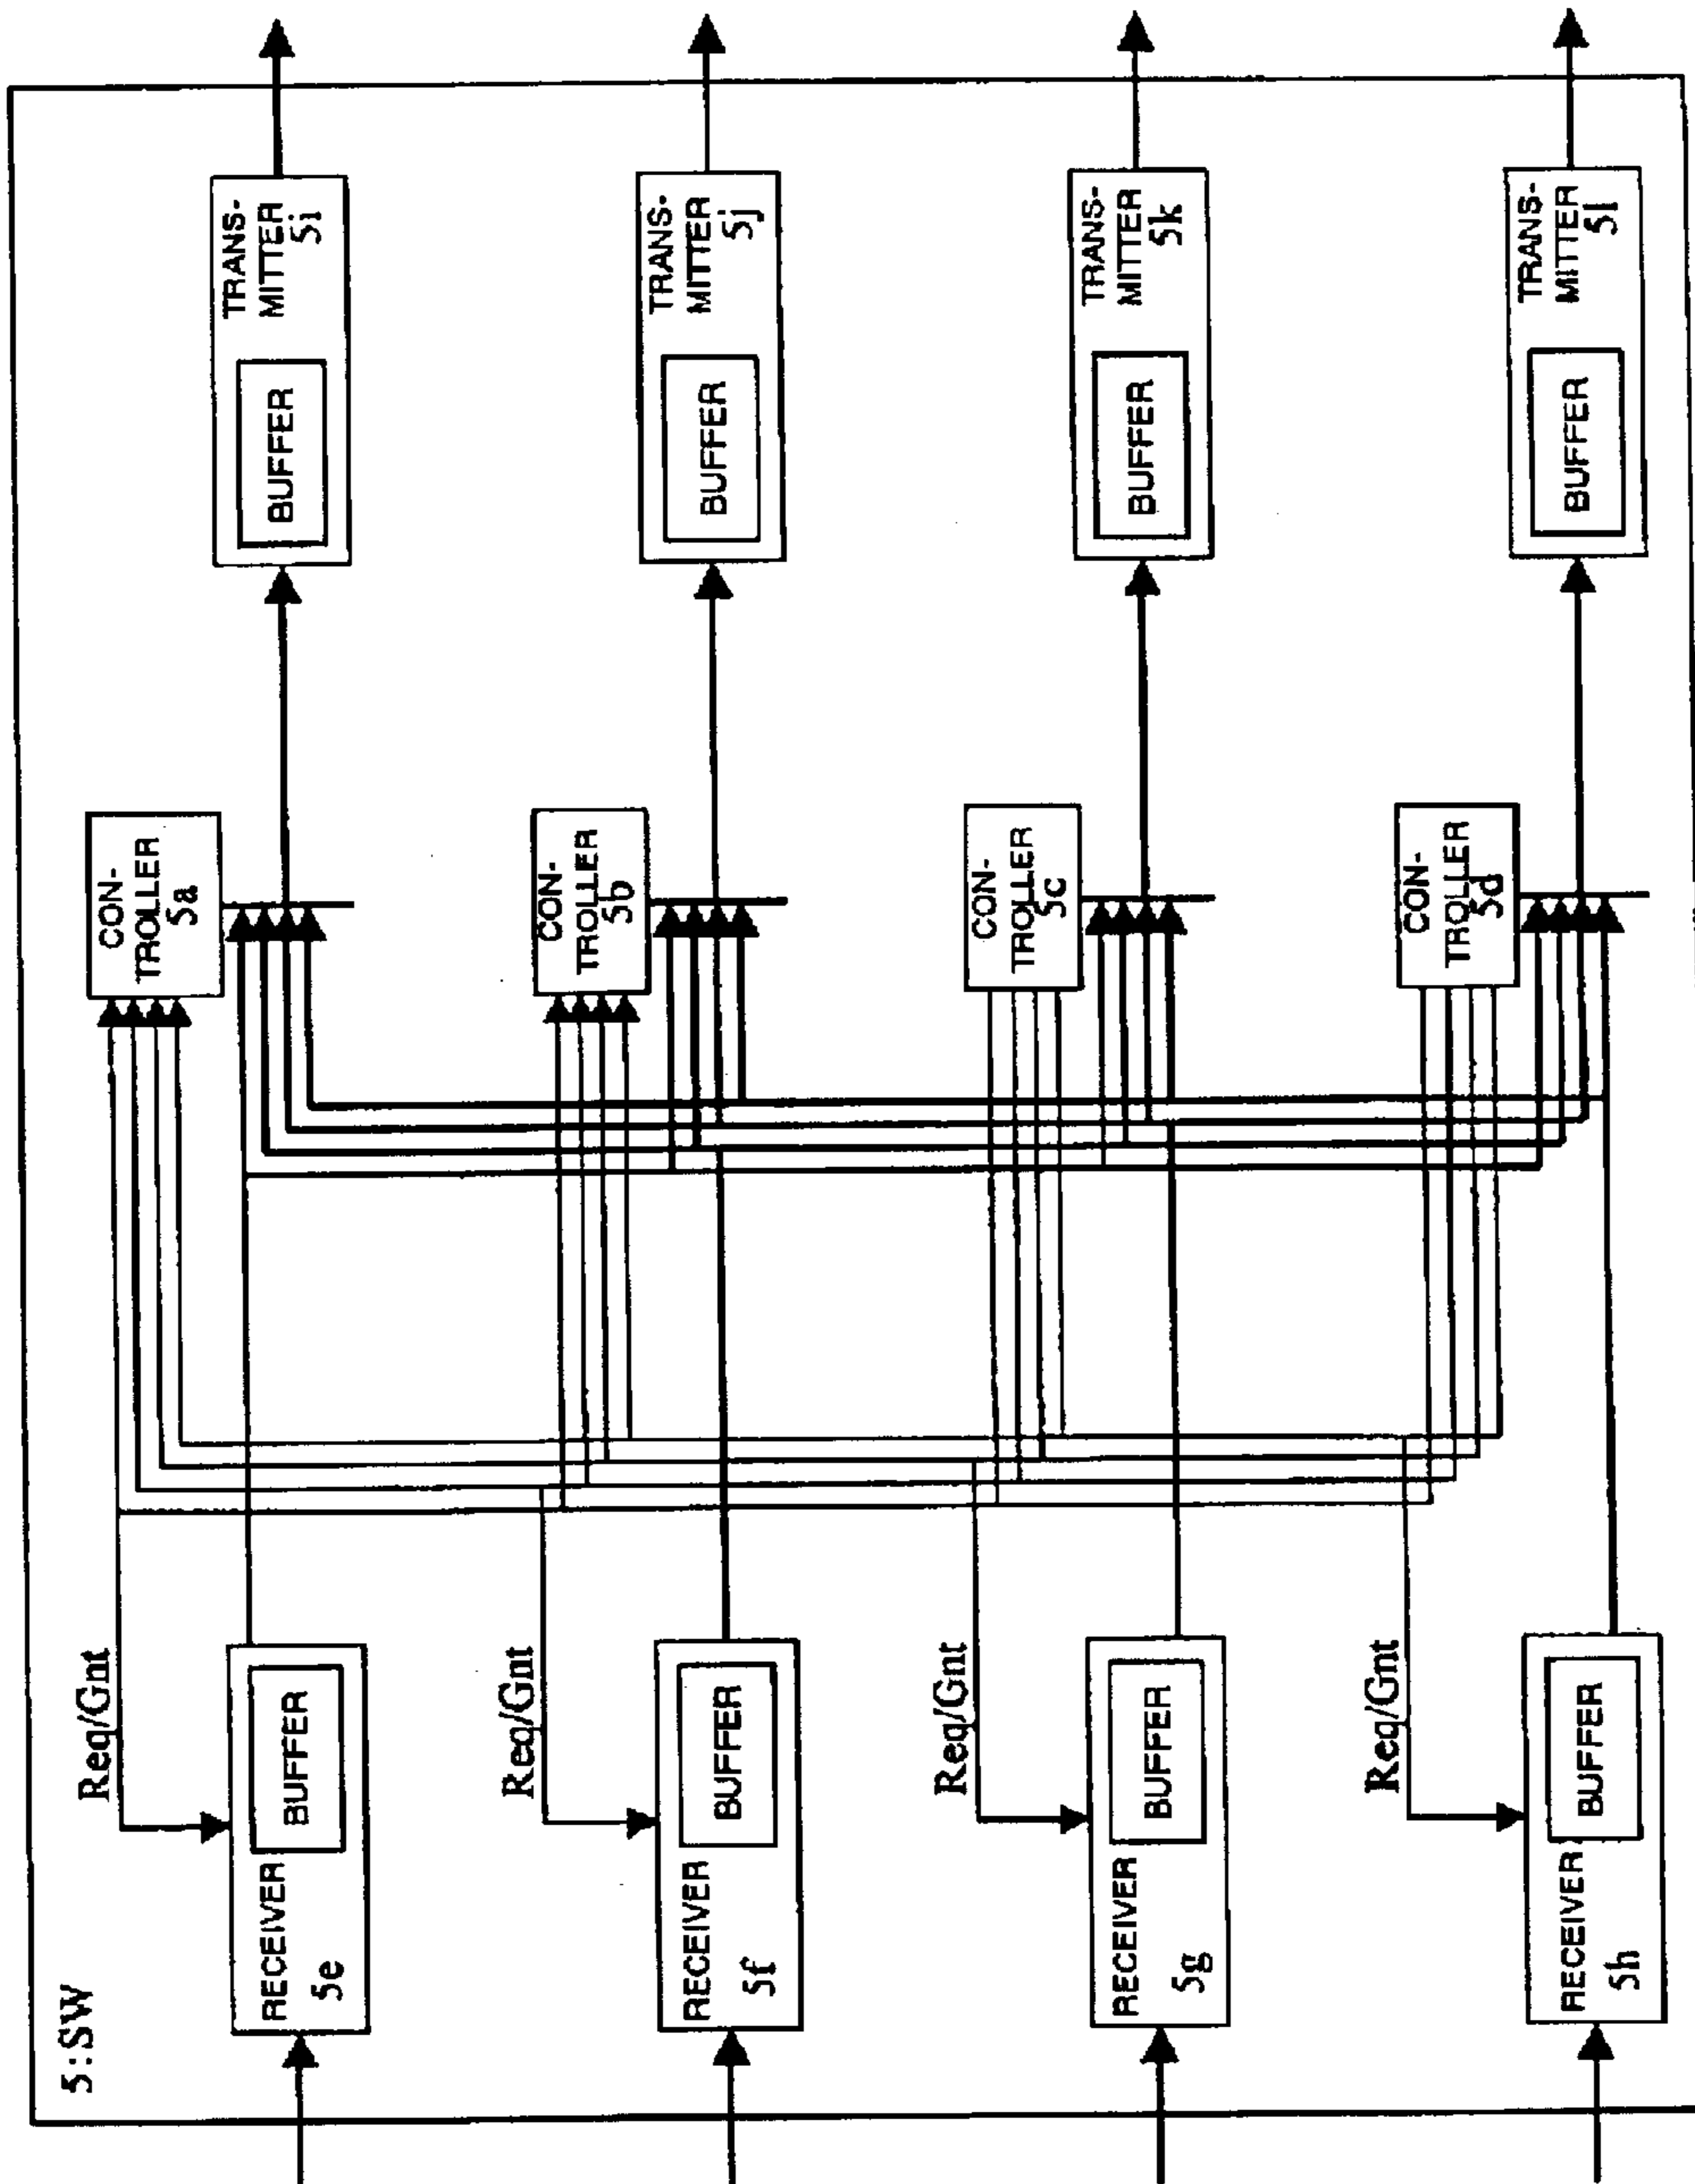 5:SW
Req/Gnt
RECEIVER
5e
BUFFER
CON-
TROLLER
5a
BUFFER
TRANS-
MITTER
5i
Req/Gnt
RECEIVER
5f
BUFFER
CON-
TROLLER
5b
BUFFER
TRANS-
MITTER
5j
Req/Gnt
RECEIVER
5g
BUFFER
CON-
TROLLER
5c
BUFFER
TRANS-
MITTER
5k
Req/Gnt
RECEIVER
5h
BUFFER
CON-
TROLLER
5d
BUFFER
TRANS-
MITTER
5l